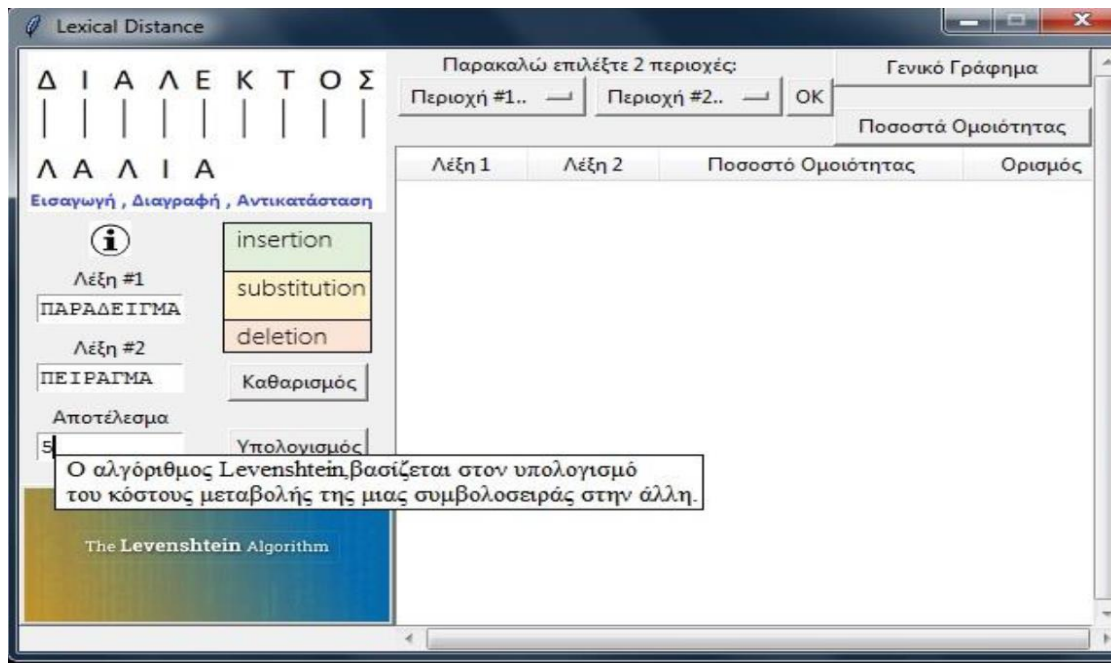 Lexical Distance
Δ Ι Α Λ Ε Κ Τ Ο Σ
Λ Α Λ Ι Α
Εισαγωγή , Διαγραφή , Αντικατάσταση
i
insertion
substitution
deletion
Λέξη #1
ΠΑΡΑΔΕΙΓΜΑ
Λέξη #2
ΠΕΙΡΑΓΜΑ
Καθαρισμός
Αποτέλεσμα
5
Υπολογισμός
Ο αλγόριθμος Levenshtein,βασίζεται στον υπολογισμό
του κόστους μεταβολής της μιας συμβολοσειράς στην άλλη.
The Levenshtein Algorithm
Παρακαλώ επιλέξτε 2 περιοχές:
Περιοχή #1.. Περιοχή #2.. OK
Γενικό Γράφημα
Ποσοστά Ομοιότητας
Λέξη 1 Λέξη 2 Ποσοστό Ομοιότητας Ορισμός